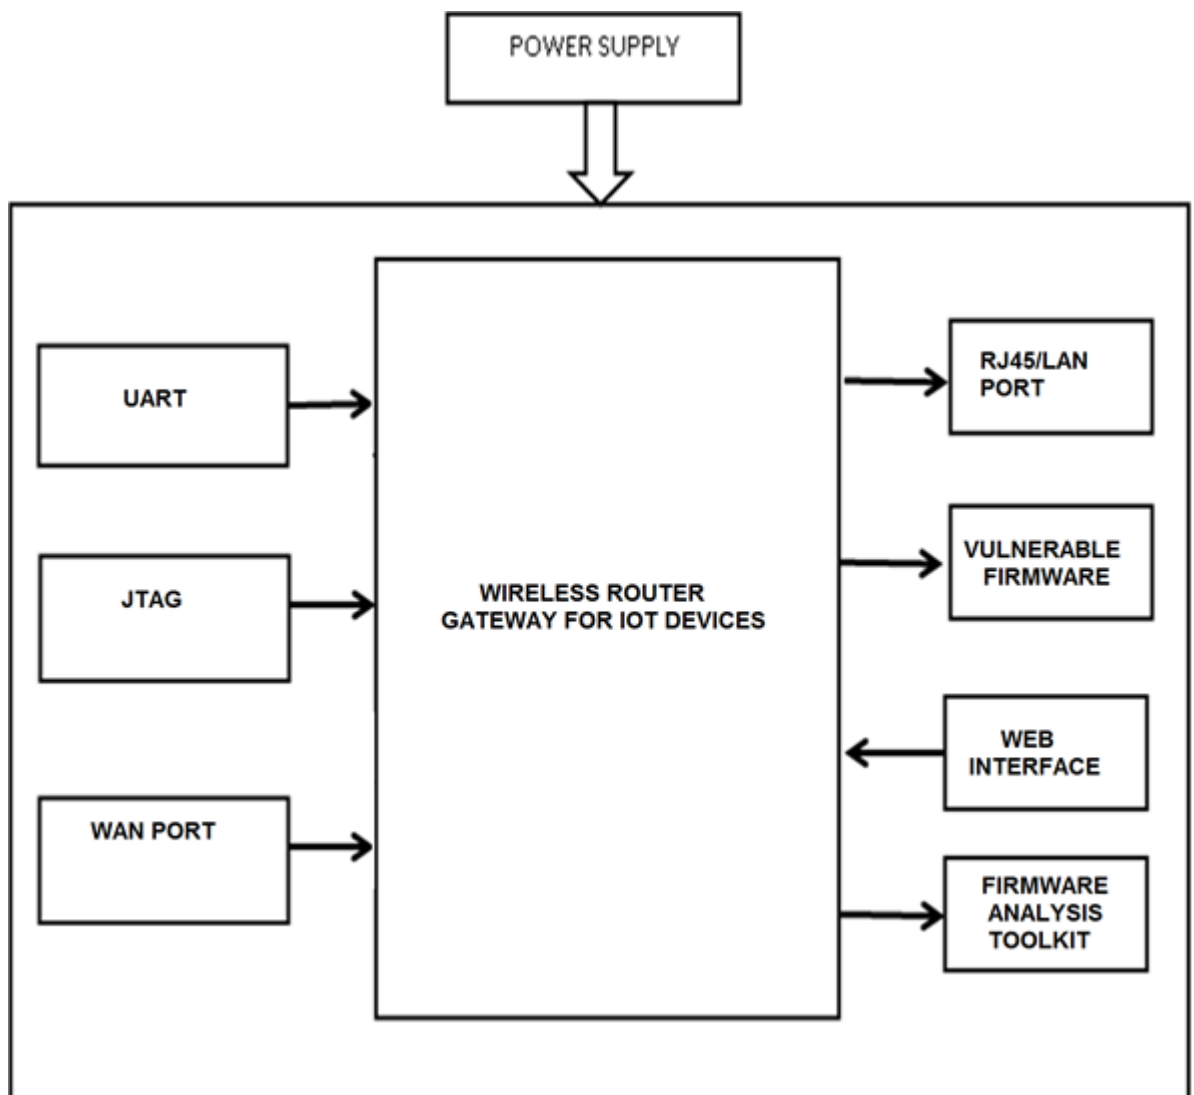 POWER SUPPLY
UART
JTAG
WAN PORT
WIRELESS ROUTER
GATEWAY FOR IOT DEVICES
RJ45/LAN
PORT
VULNERABLE
FIRMWARE
WEB
INTERFACE
FIRMWARE
ANALYSIS
TOOLKIT